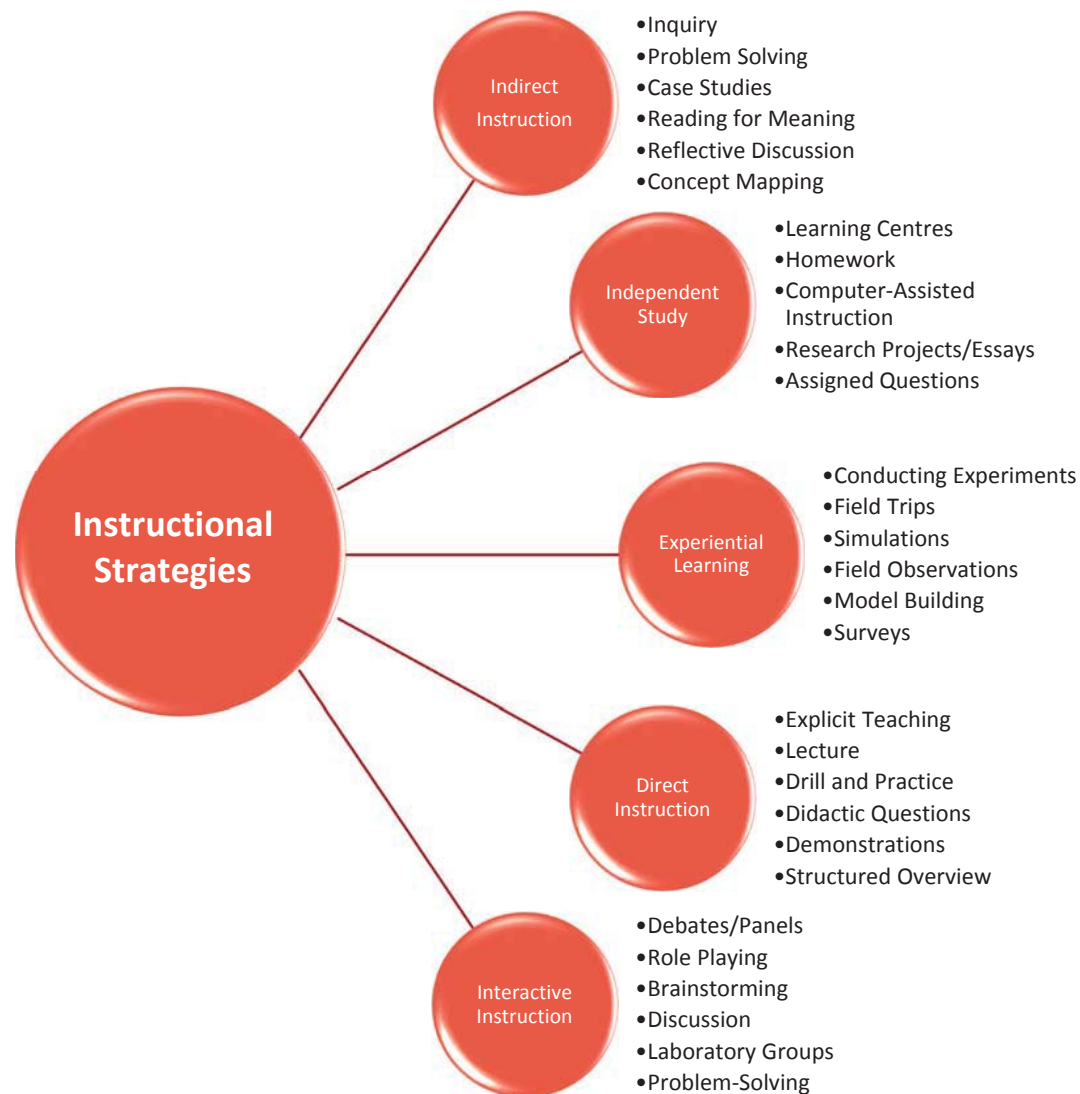 •Inquiry
•Problem Solving
•Case Studies
•Reading for Meaning
•Reflective Discussion
•Concept Mapping
Indirect
Instruction
•Learning Centres
•Homework
•Computer-Assisted
Instruction
•Research Projects/Essays
•Assigned Questions
Independent
Study
Instructional
Strategies
•Conducting Experiments
•Field Trips
•Simulations
•Field Observations
•Model Building
•Surveys
Experiential
Learning
•Explicit Teaching
•Lecture
•Drill and Practice
•Didactic Questions
•Demonstrations
•Structured Overview
Direct
Instruction
•Debates/Panels
•Role Playing
•Brainstorming
•Discussion
•Laboratory Groups
•Problem-Solving
Interactive
Instruction